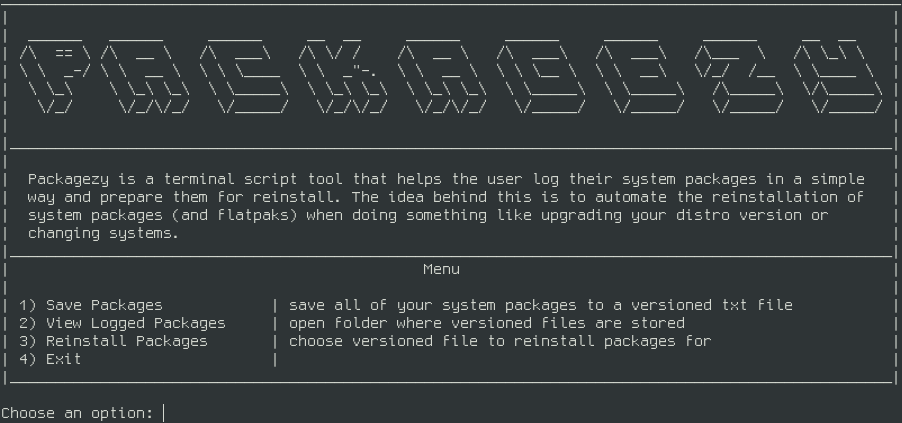 PACKAGEZY
Packagezy is a terminal script tool that helps the user log their system packages in a simple
way and prepare them for reinstall. The idea behind this is to automate the reinstallation of
system packages (and flatpaks) when doing something like upgrading your distro version or
changing systems.
Menu
1) Save Packages | save all of your system packages to a versioned txt file
2) View Logged Packages | open folder where versioned files are stored
3) Reinstall Packages | choose versioned file to reinstall packages for
4) Exit |
Choose an option: